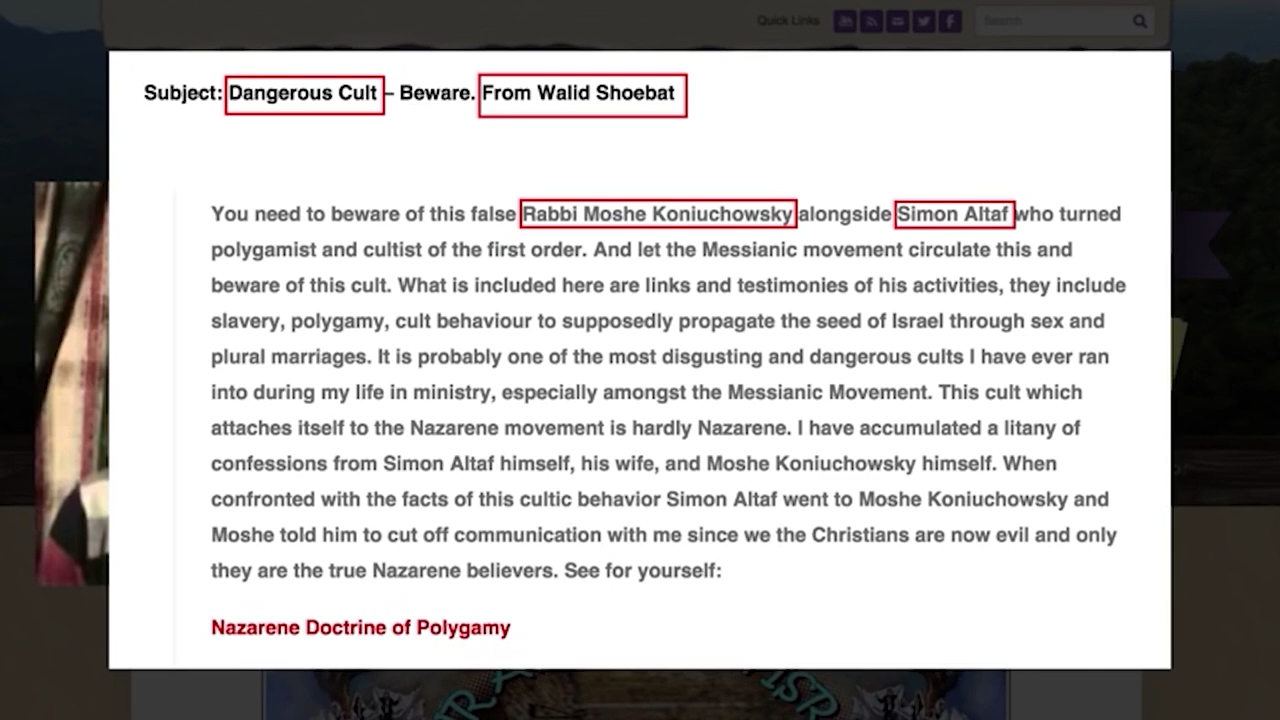 Quick Links
Search
Subject: Dangerous Cult – Beware. From Walid Shoebat
You need to beware of this false Rabbi Moshe Koniuchowsky alongside Simon Altaf who turned
polygamist and cultist of the first order. And let the Messianic movement circulate this and
beware of this cult. What is included here are links and testimonies of his activities, they include
slavery, polygamy, cult behaviour to supposedly propagate the seed of Israel through sex and
plural marriages. It is probably one of the most disgusting and dangerous cults I have ever ran
into during my life in ministry, especially amongst the Messianic Movement. This cult which
attaches itself to the Nazarene movement is hardly Nazarene. I have accumulated a litany of
confessions from Simon Altaf himself, his wife, and Moshe Koniuchowsky himself. When
confronted with the facts of this cultic behavior Simon Altaf went to Moshe Koniuchowsky and
Moshe told him to cut off communication with me since we the Christians are now evil and only
they are the true Nazarene believers. See for yourself:
Nazarene Doctrine of Polygamy